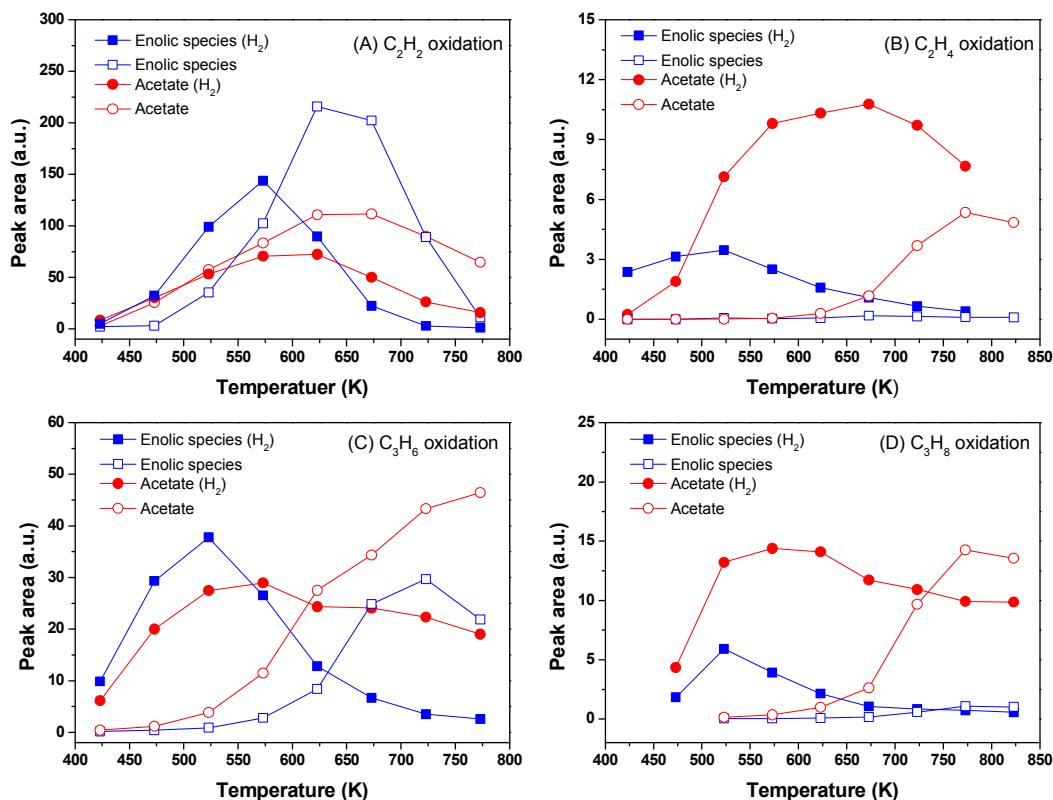 (A) C₂H₂ oxidation
Enolic species (H₂)
Enolic species
Acetate (H₂)
Acetate
Peak area (a.u.)
300
250
200
150
100
50
0
400 450 500 550 600 650 700 750 800
Temperatuer (K)
(B) C₂H₄ oxidation
Enolic species (H₂)
Enolic species
Acetate (H₂)
Acetate
Peak area (a.u.)
15
12
9
6
3
0
400 450 500 550 600 650 700 750 800 850
Temperature (K)
(C) C₃H₆ oxidation
Enolic species (H₂)
Enolic species
Acetate (H₂)
Acetate
Peak area (a.u.)
60
50
40
30
20
10
0
400 450 500 550 600 650 700 750 800
Temperature (K)
(D) C₃H₈ oxidation
Enolic species (H₂)
Enolic species
Acetate (H₂)
Acetate
Peak area (a.u.)
25
20
15
10
5
0
400 450 500 550 600 650 700 750 800 850
Temperature (K)